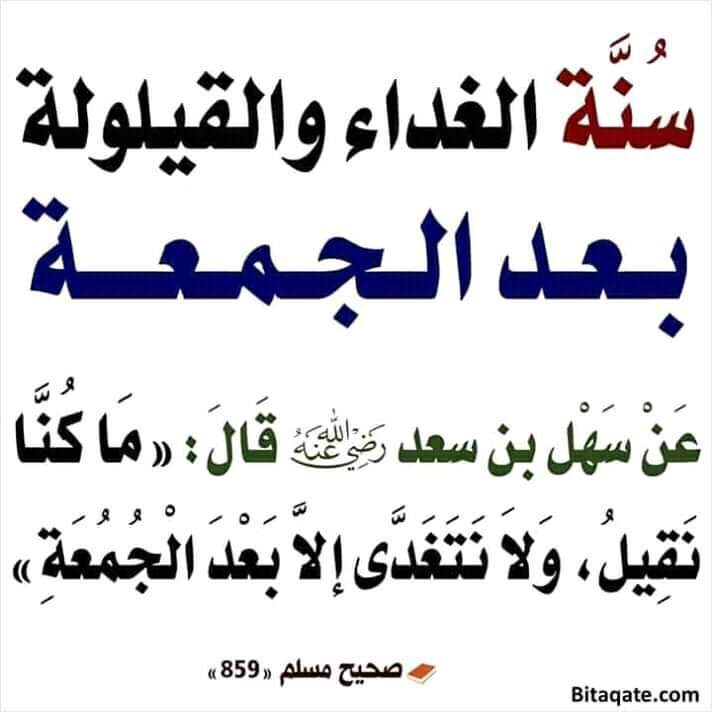 سُنَّة الغداء والقيلولة
بعد الجمعة
عَنْ سَهْل بن سعد رَضِيَ اللهُ عَنْهُ قَالَ: « مَا كُنَّا
نَقِيلُ، وَلاَ نَتَغَدَّى إلاَّ بَعْدَ الْجُمُعَةِ »
صحيح مسلم «859»
Bitaqate.com